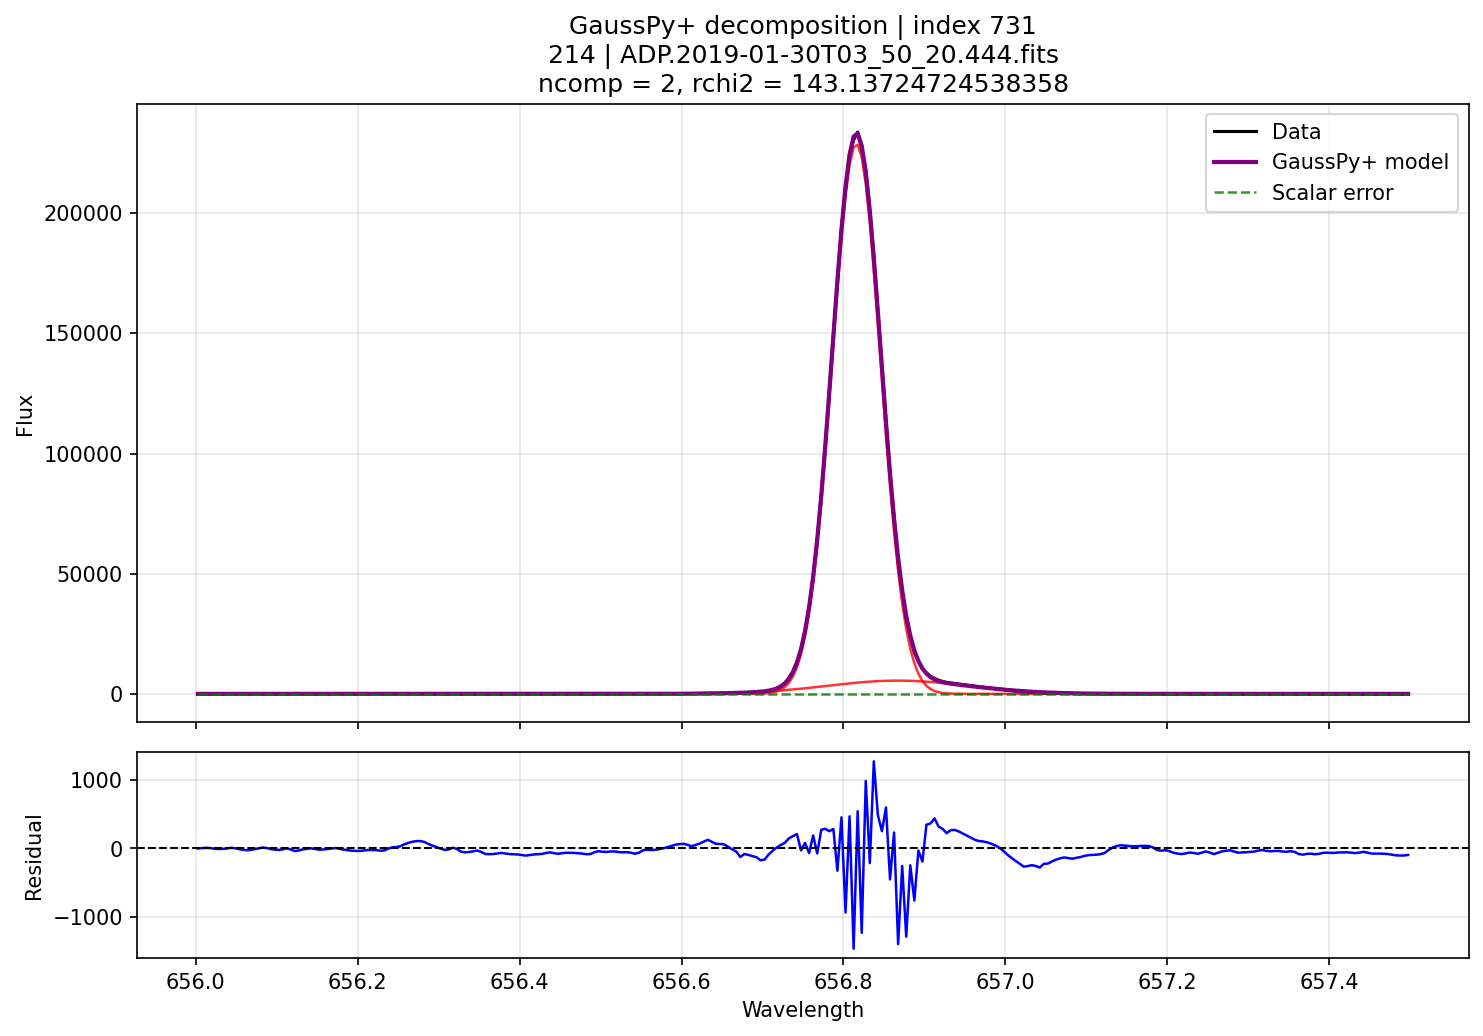 GaussPy+ decomposition | index 731
214 | ADP.2019-01-30T03_50_20.444.fits
ncomp = 2, rchi2 = 143.13724724538358
Data
GaussPy+ model
Scalar error
Flux
200000
150000
100000
50000
0
Residual
1000
0
−1000
656.0
656.2
656.4
656.6
656.8
657.0
657.2
657.4
Wavelength